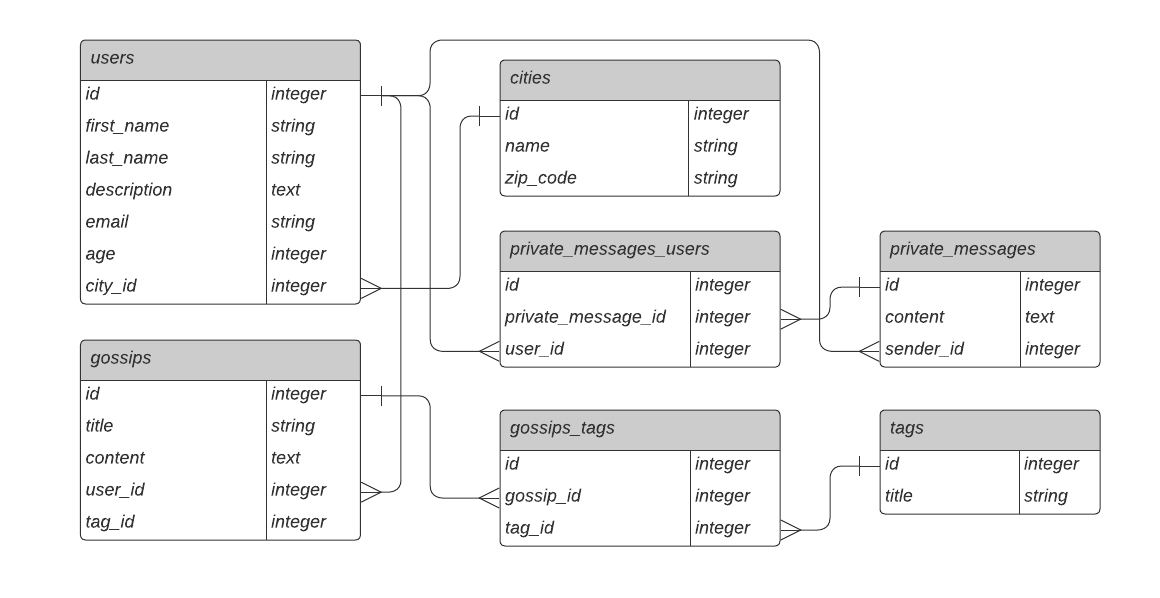 users
id integer
first_name string
last_name string
description text
email string
age integer
city_id integer
cities
id integer
name string
zip_code string
private_messages_users
id integer
private_message_id integer
user_id integer
private_messages
id integer
content text
sender_id integer
gossips
id integer
title string
content text
user_id integer
tag_id integer
gossips_tags
id integer
gossip_id integer
tag_id integer
tags
id integer
title string